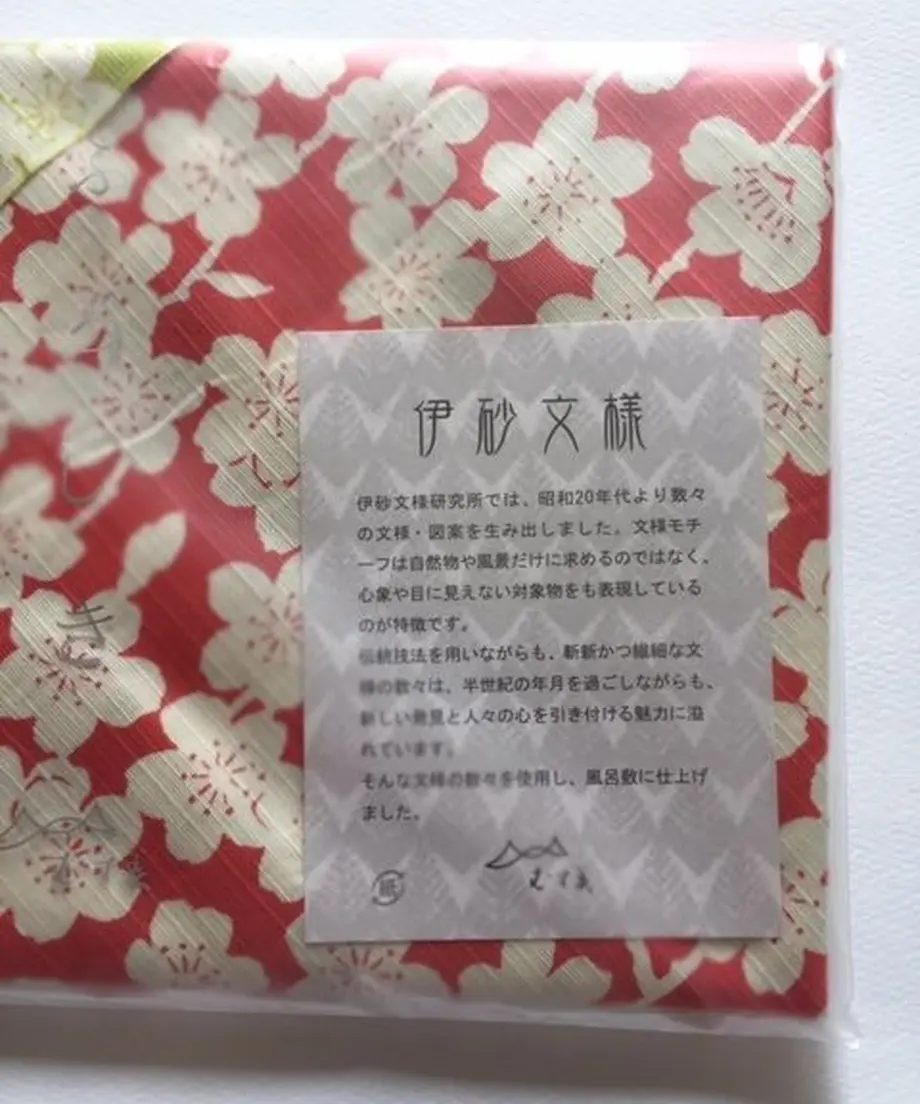 伊砂文様
伊砂文様研究所では、昭和20年代より数々
の文様・図案を生み出しました。文様モチ
ーフは自然物や風景だけに求めるのではなく、
心象や目に見えない対象物をも表現している
のが特徴です。
伝統技法を用いながらも、斬新かつ繊細な文
様の数々は、半世紀の年月を過ごしながらも、
新しい発見と人々の心を引き付ける魅力に溢
れています。
そんな文様の数々を使用し、風呂敷に仕上げ
ました。
むす美
紙
ふろしき